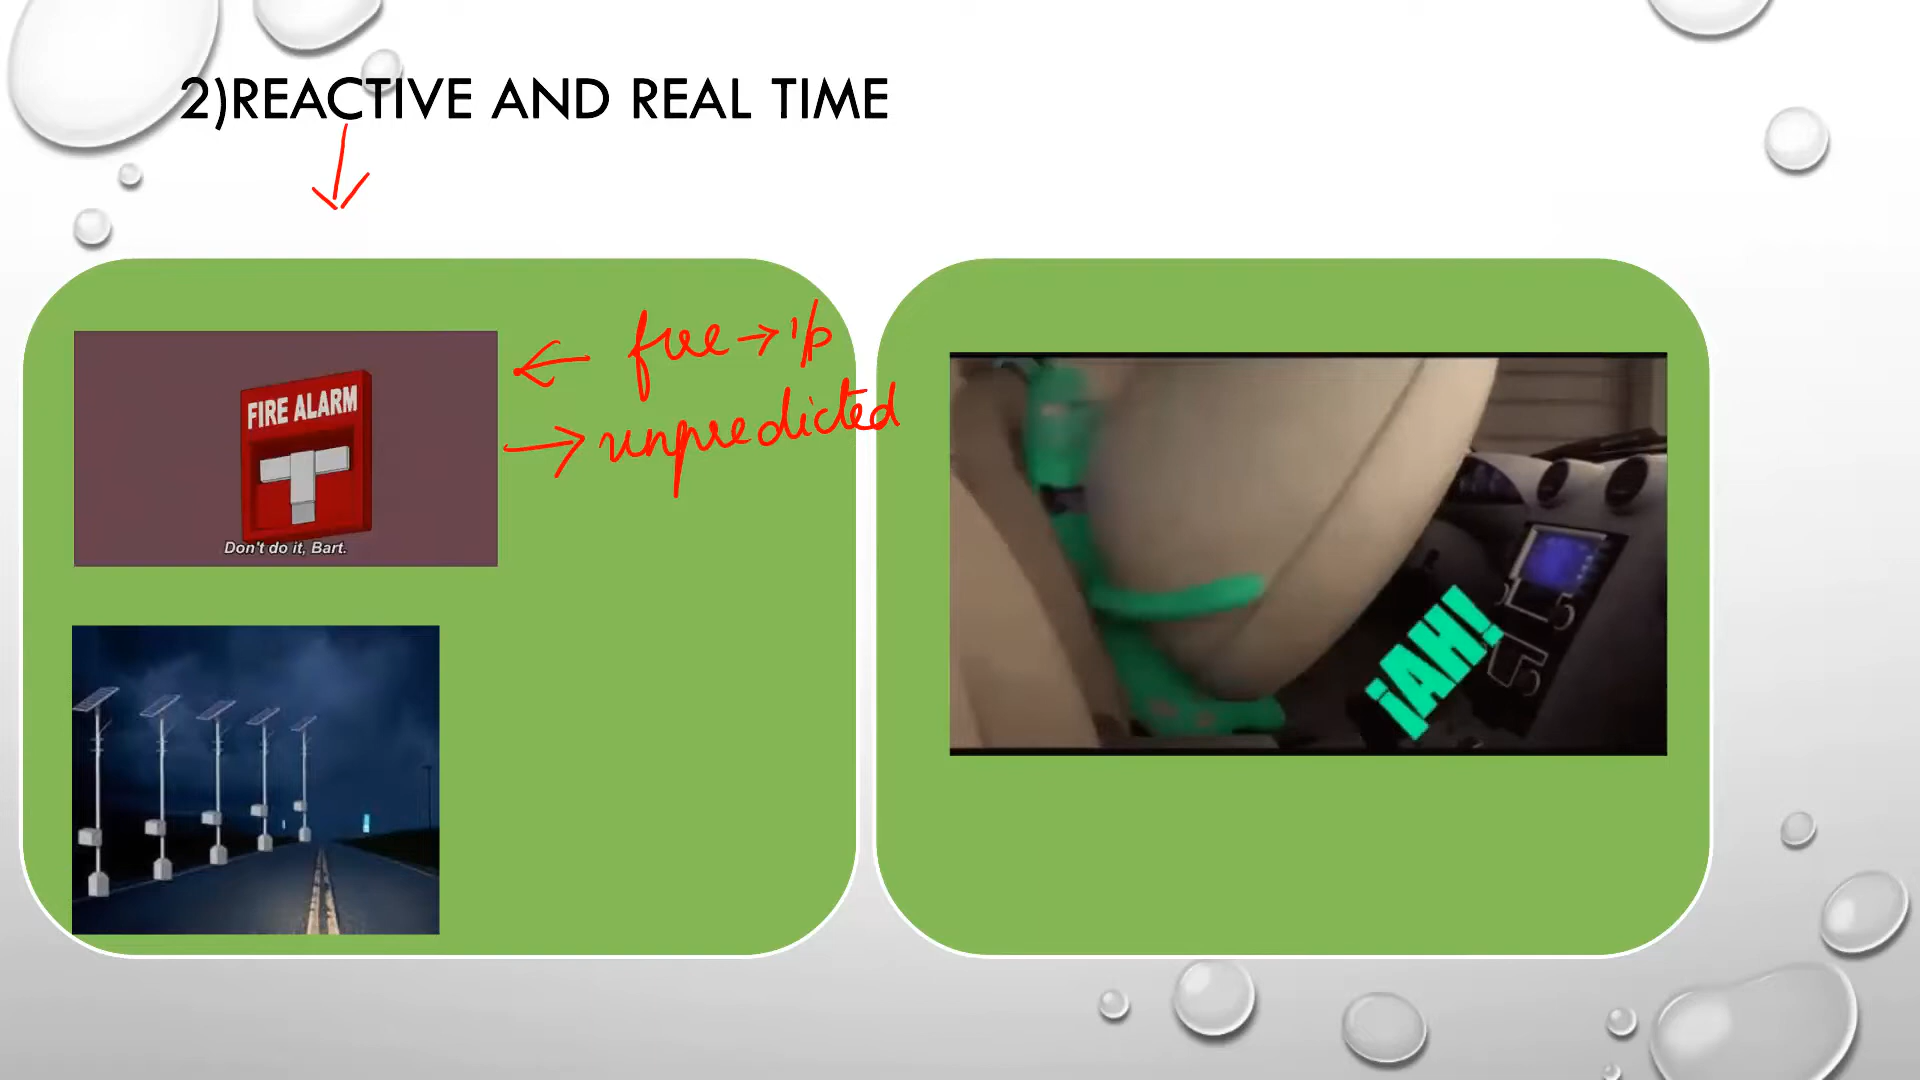 2)REACTIVE AND REAL TIME
fire → i/p
unpredicted
FIRE ALARM
Don't do it, Bart.
¡AH!